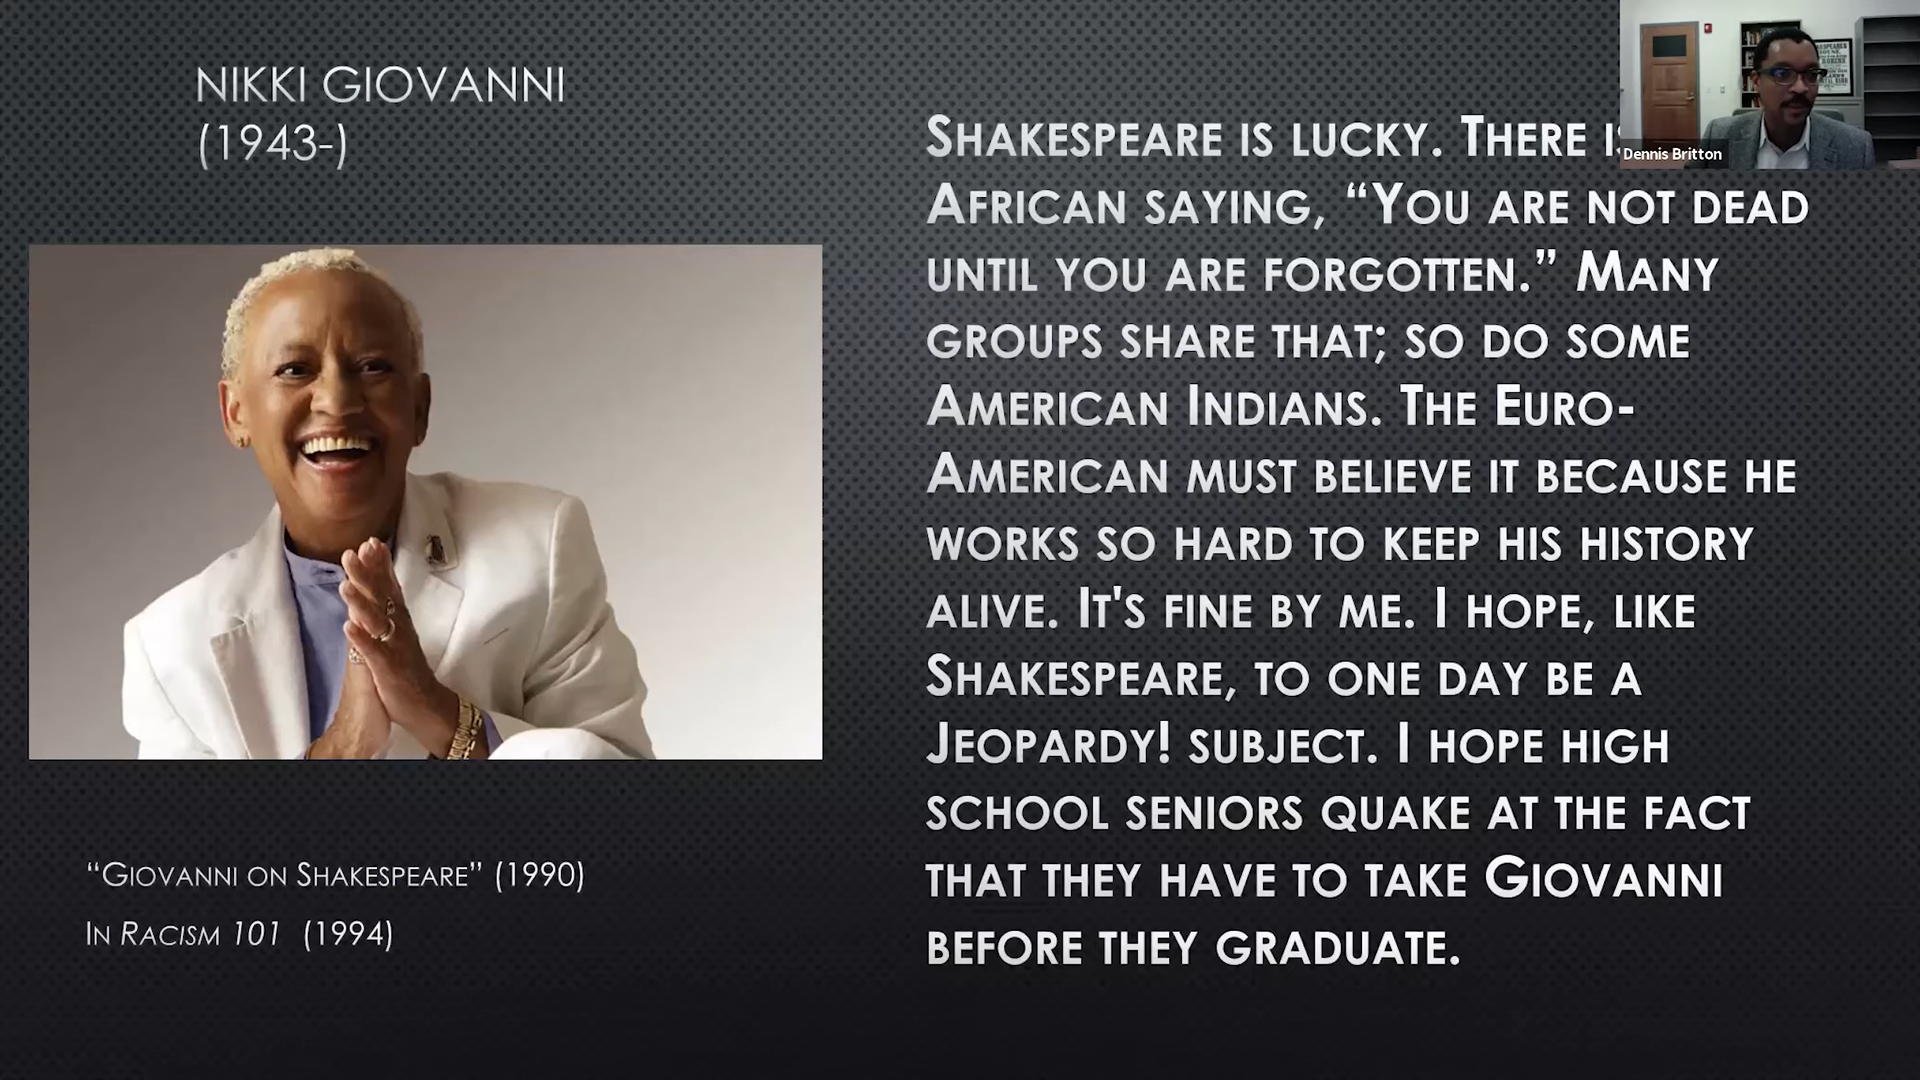 NIKKI GIOVANNI
(1943-)
SHAKESPEARE IS LUCKY. THERE
AFRICAN SAYING, “YOU ARE NOT DEAD
UNTIL YOU ARE FORGOTTEN.” MANY
GROUPS SHARE THAT; SO DO SOME
AMERICAN INDIANS. THE EURO-
AMERICAN MUST BELIEVE IT BECAUSE HE
WORKS SO HARD TO KEEP HIS HISTORY
ALIVE. IT'S FINE BY ME. I HOPE, LIKE
SHAKESPEARE, TO ONE DAY BE A
JEOPARDY! SUBJECT. I HOPE HIGH
SCHOOL SENIORS QUAKE AT THE FACT
THAT THEY HAVE TO TAKE GIOVANNI
BEFORE THEY GRADUATE.
“GIOVANNI ON SHAKESPEARE” (1990)
IN RACISM 101 (1994)
Dennis Britton